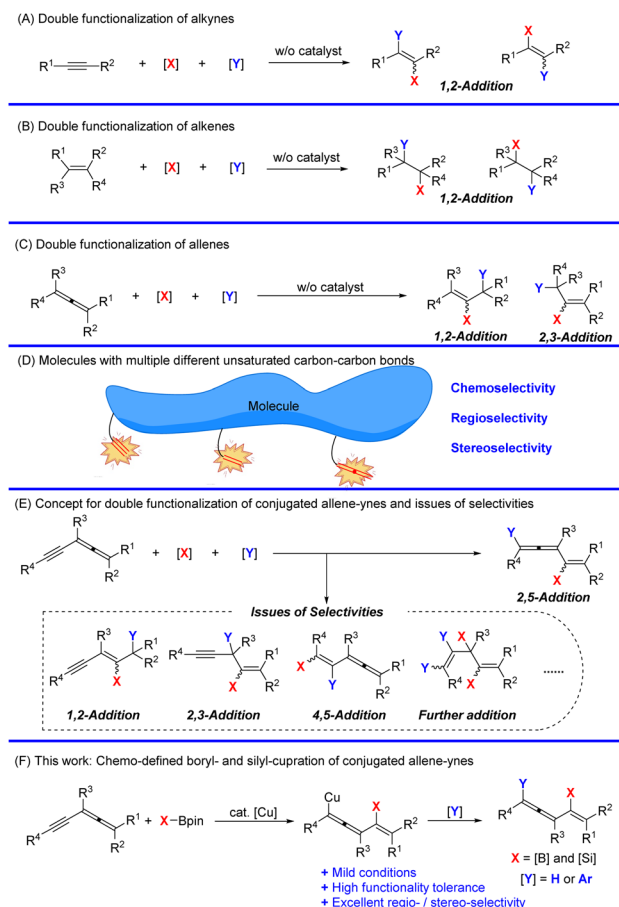 (A) Double functionalization of alkynes
R¹ R² + [X] + [Y] w/o catalyst Y R¹ R² X X R² R¹ Y
1,2-Addition
(B) Double functionalization of alkenes
R¹ R² R³ R⁴ + [X] + [Y] w/o catalyst R³ Y R² R¹ R⁴ X R³ X R² R¹ R⁴ Y
1,2-Addition
(C) Double functionalization of allenes
R³ R⁴ R¹ R² + [X] + [Y] w/o catalyst R³ Y R¹ R⁴ R² X R⁴ R³ Y R¹ X R²
1,2-Addition 2,3-Addition
(D) Molecules with multiple different unsaturated carbon-carbon bonds
Molecule
Chemoselectivity
Regioselectivity
Stereoselectivity
(E) Concept for double functionalization of conjugated allene-ynes and issues of selectivities
R³ R⁴ R¹ R² + [X] + [Y] Y R³ R¹ R⁴ R² X
2,5-Addition
Issues of Selectivities
R³ Y R¹ R⁴ R² X Y R³ R¹ R⁴ R² X R⁴ R³ X R¹ Y R² Y X R³ R¹ Y R⁴ X R² ......
1,2-Addition 2,3-Addition 4,5-Addition Further addition
(F) This work: Chemo-defined boryl- and silyl-cupration of conjugated allene-ynes
R³ R⁴ R¹ R² + X–Bpin cat. [Cu] Cu X R⁴ R² R³ R¹ [Y] Y X R⁴ R² R³ R¹
X = [B] and [Si]
[Y] = H or Ar
+ Mild conditions
+ High functionality tolerance
+ Excellent regio- / stereo-selectivity